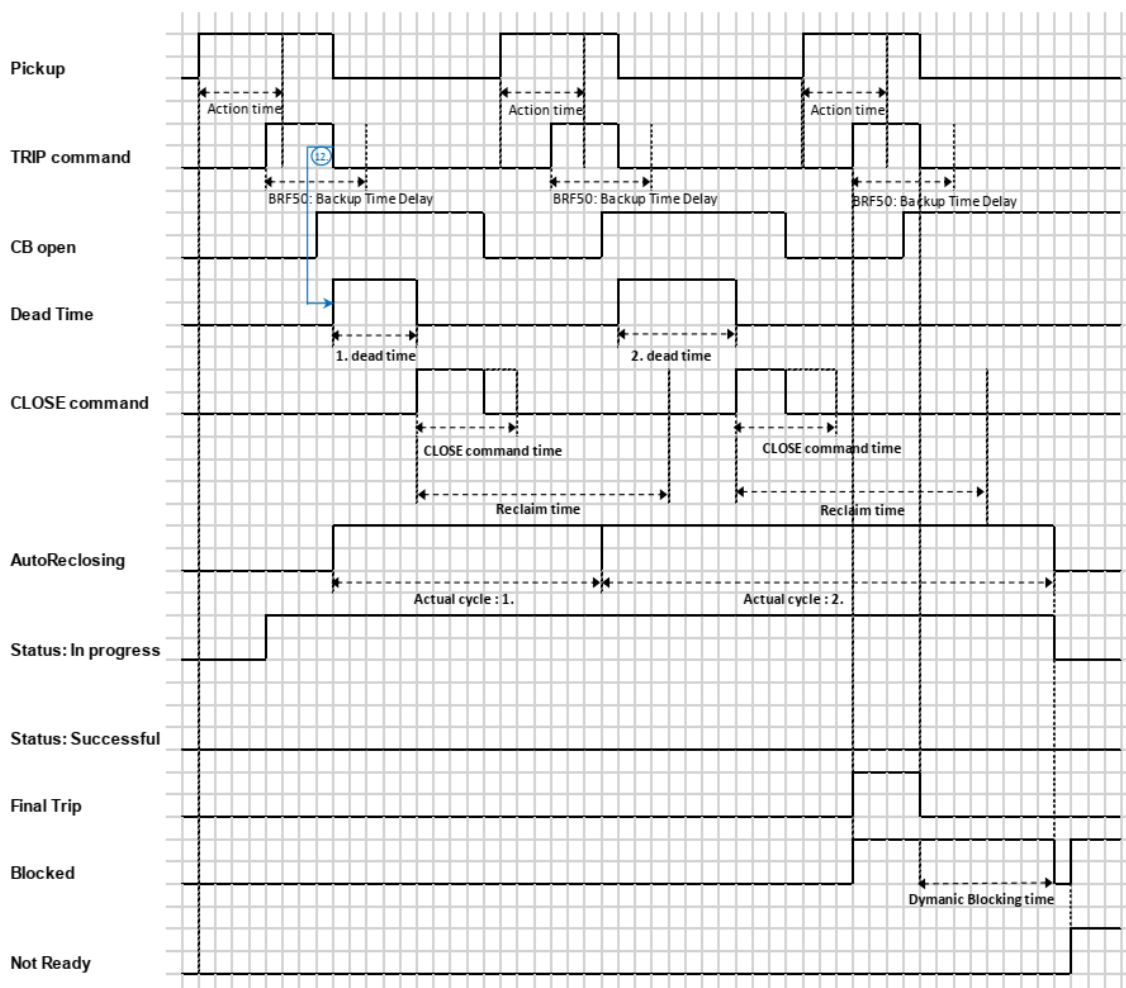 Pickup
Action time
Action time
Action time
TRIP command
12.
BRF50: Backup Time Delay
BRF50: Backup Time Delay
BRF50: Backup Time Delay
CB open
Dead Time
1. dead time
2. dead time
CLOSE command
CLOSE command time
CLOSE command time
Reclaim time
Reclaim time
AutoReclosing
Actual cycle : 1.
Actual cycle : 2.
Status: In progress
Status: Successful
Final Trip
Blocked
Dymanic Blocking time
Not Ready